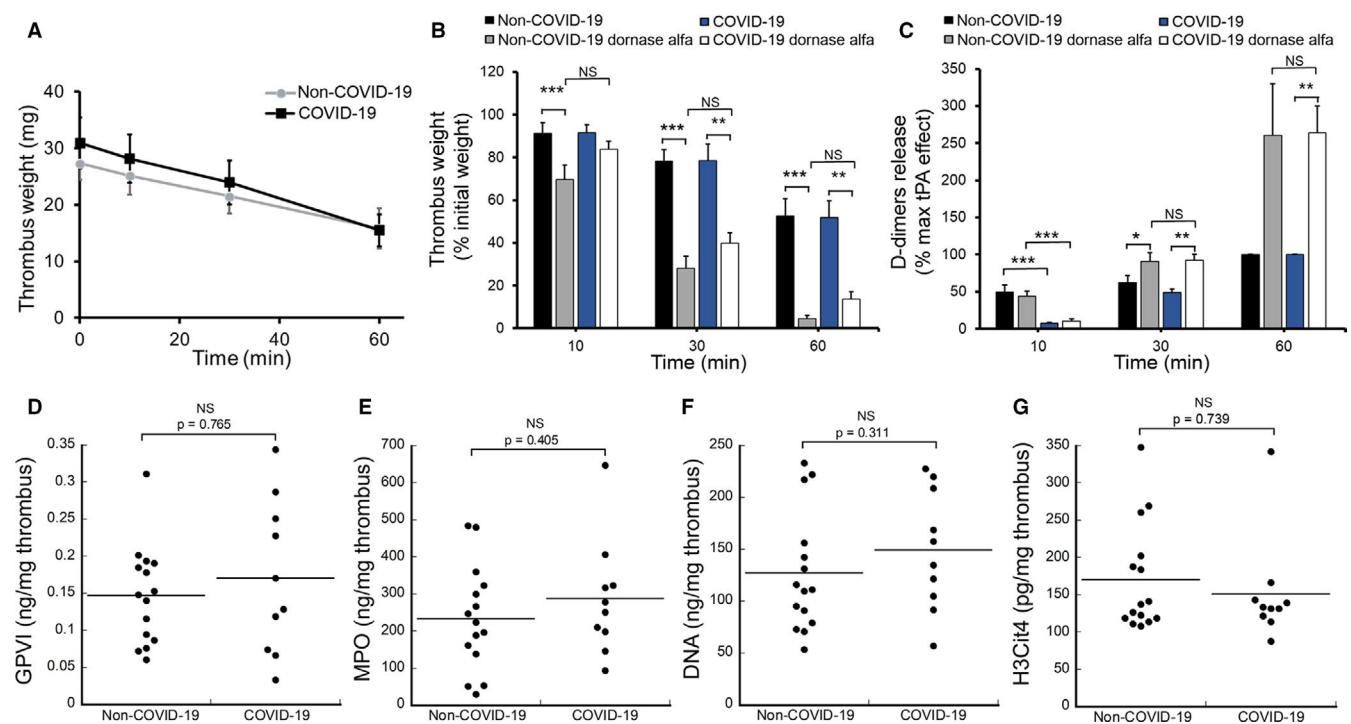 A
Thrombus weight (mg)
40
30
20
10
0
Non-COVID-19
COVID-19
0
20
40
60
Time (min)
B
Non-COVID-19
COVID-19
Non-COVID-19 dornase alfa
COVID-19 dornase alfa
Thrombus weight
(% initial weight)
120
100
80
60
40
20
0
NS
***
NS
***
**
NS
***
**
10
30
60
Time (min)
C
Non-COVID-19
COVID-19
Non-COVID-19 dornase alfa
COVID-19 dornase alfa
D-dimers release
(% max tPA effect)
350
300
250
200
150
100
50
0
***
***
NS
*
**
NS
**
10
30
60
Time (min)
D
NS
p = 0.765
GPVI (ng/mg thrombus)
0.35
0.3
0.25
0.2
0.15
0.1
0.05
0
Non-COVID-19
COVID-19
E
NS
p = 0.405
MPO (ng/mg thrombus)
700
600
500
400
300
200
100
0
Non-COVID-19
COVID-19
F
NS
p = 0.311
DNA (ng/mg thrombus)
250
200
150
100
50
0
Non-COVID-19
COVID-19
G
NS
p = 0.739
H3Cit4 (pg/mg thrombus)
350
300
250
200
150
100
50
0
Non-COVID-19
COVID-19